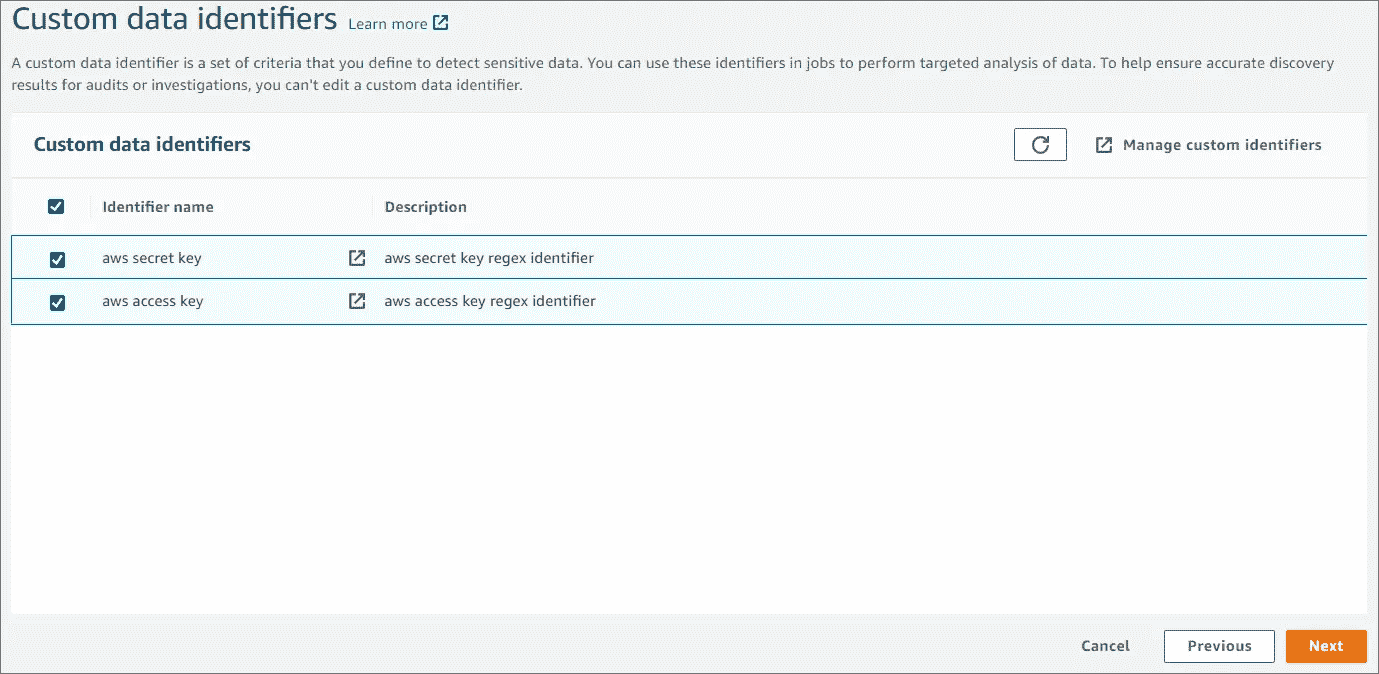 Custom data identifiers Learn more
A custom data identifier is a set of criteria that you define to detect sensitive data. You can use these identifiers in jobs to perform targeted analysis of data. To help ensure accurate discovery
results for audits or investigations, you can't edit a custom data identifier.
Custom data identifiers Manage custom identifiers
Identifier name Description
aws secret key aws secret key regex identifier
aws access key aws access key regex identifier
Cancel Previous Next